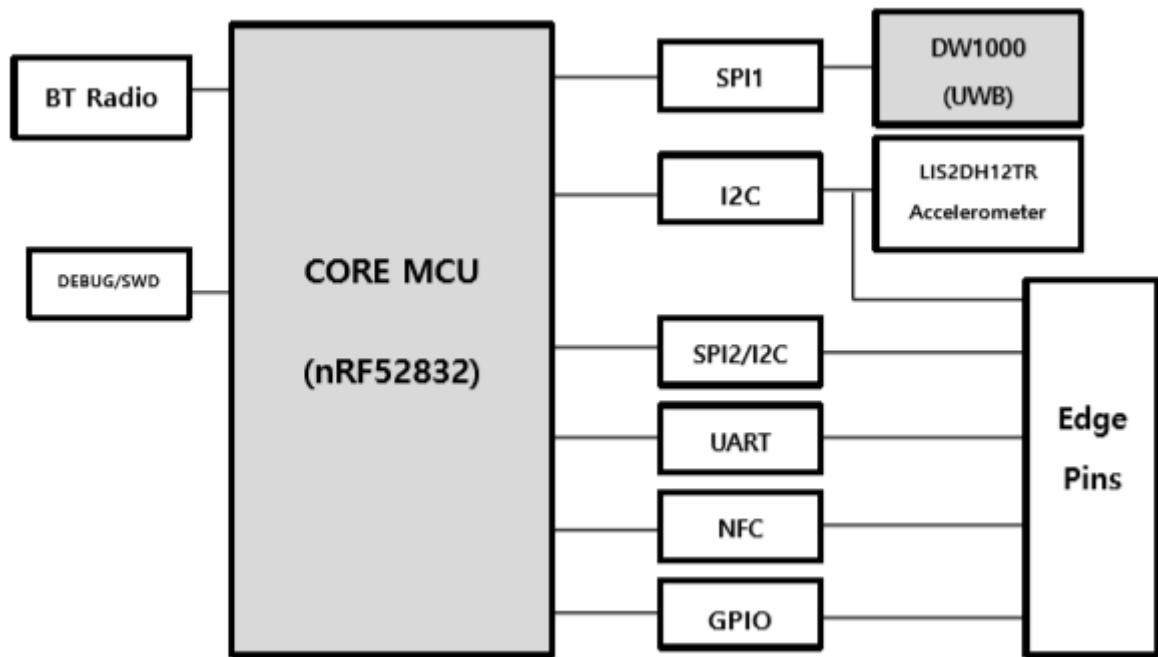 BT Radio
DEBUG/SWD
CORE MCU
(nRF52832)
SPI1
DW1000
(UWB)
I2C
LIS2DH12TR
Accelerometer
SPI2/I2C
UART
NFC
GPIO
Edge
Pins